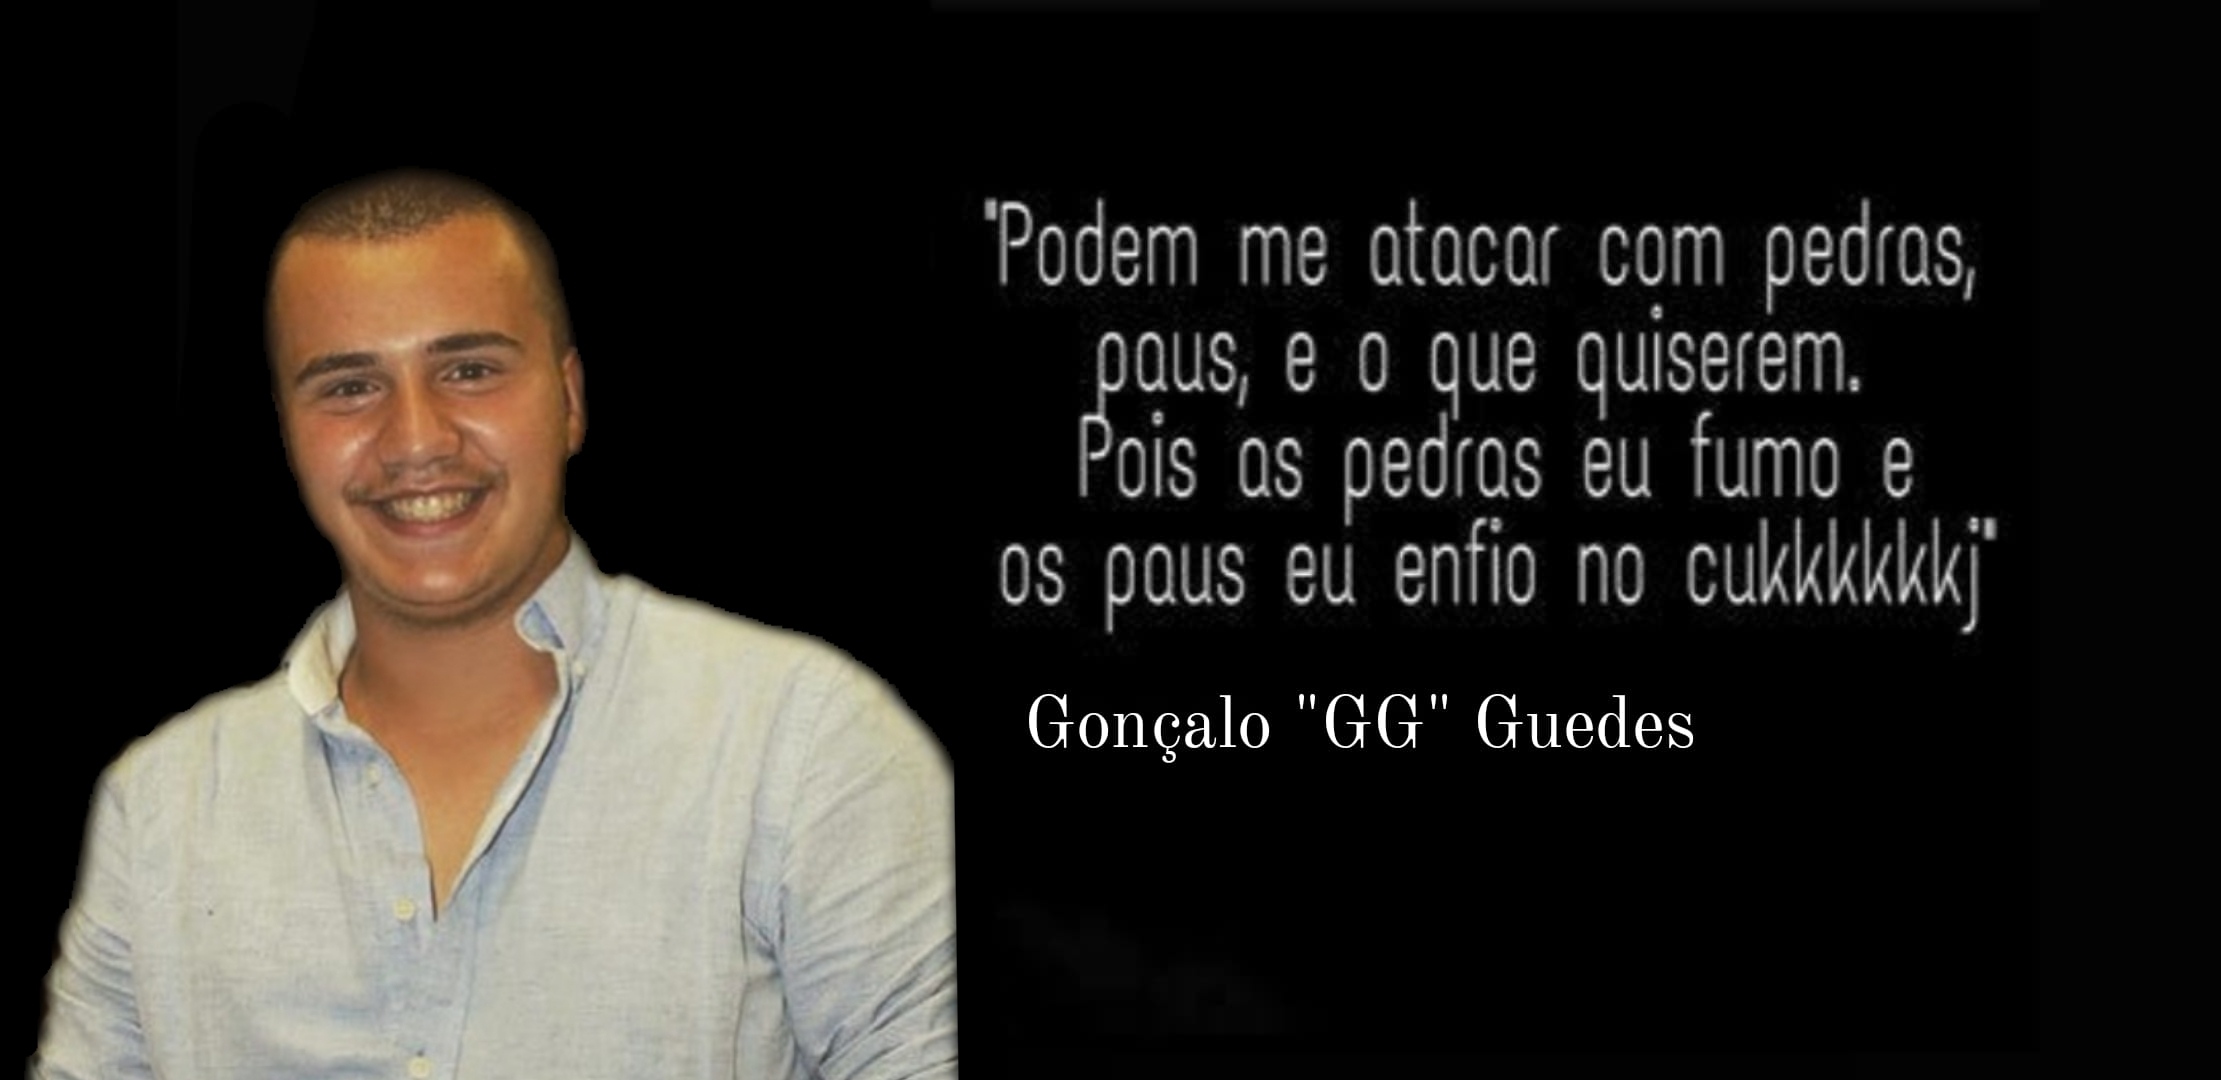 "Podem me atacar com pedras,
paus, e o que quiserem.
Pois as pedras eu fumo e
os paus eu enfio no cukkkkkkj"
Gonçalo "GG" Guedes